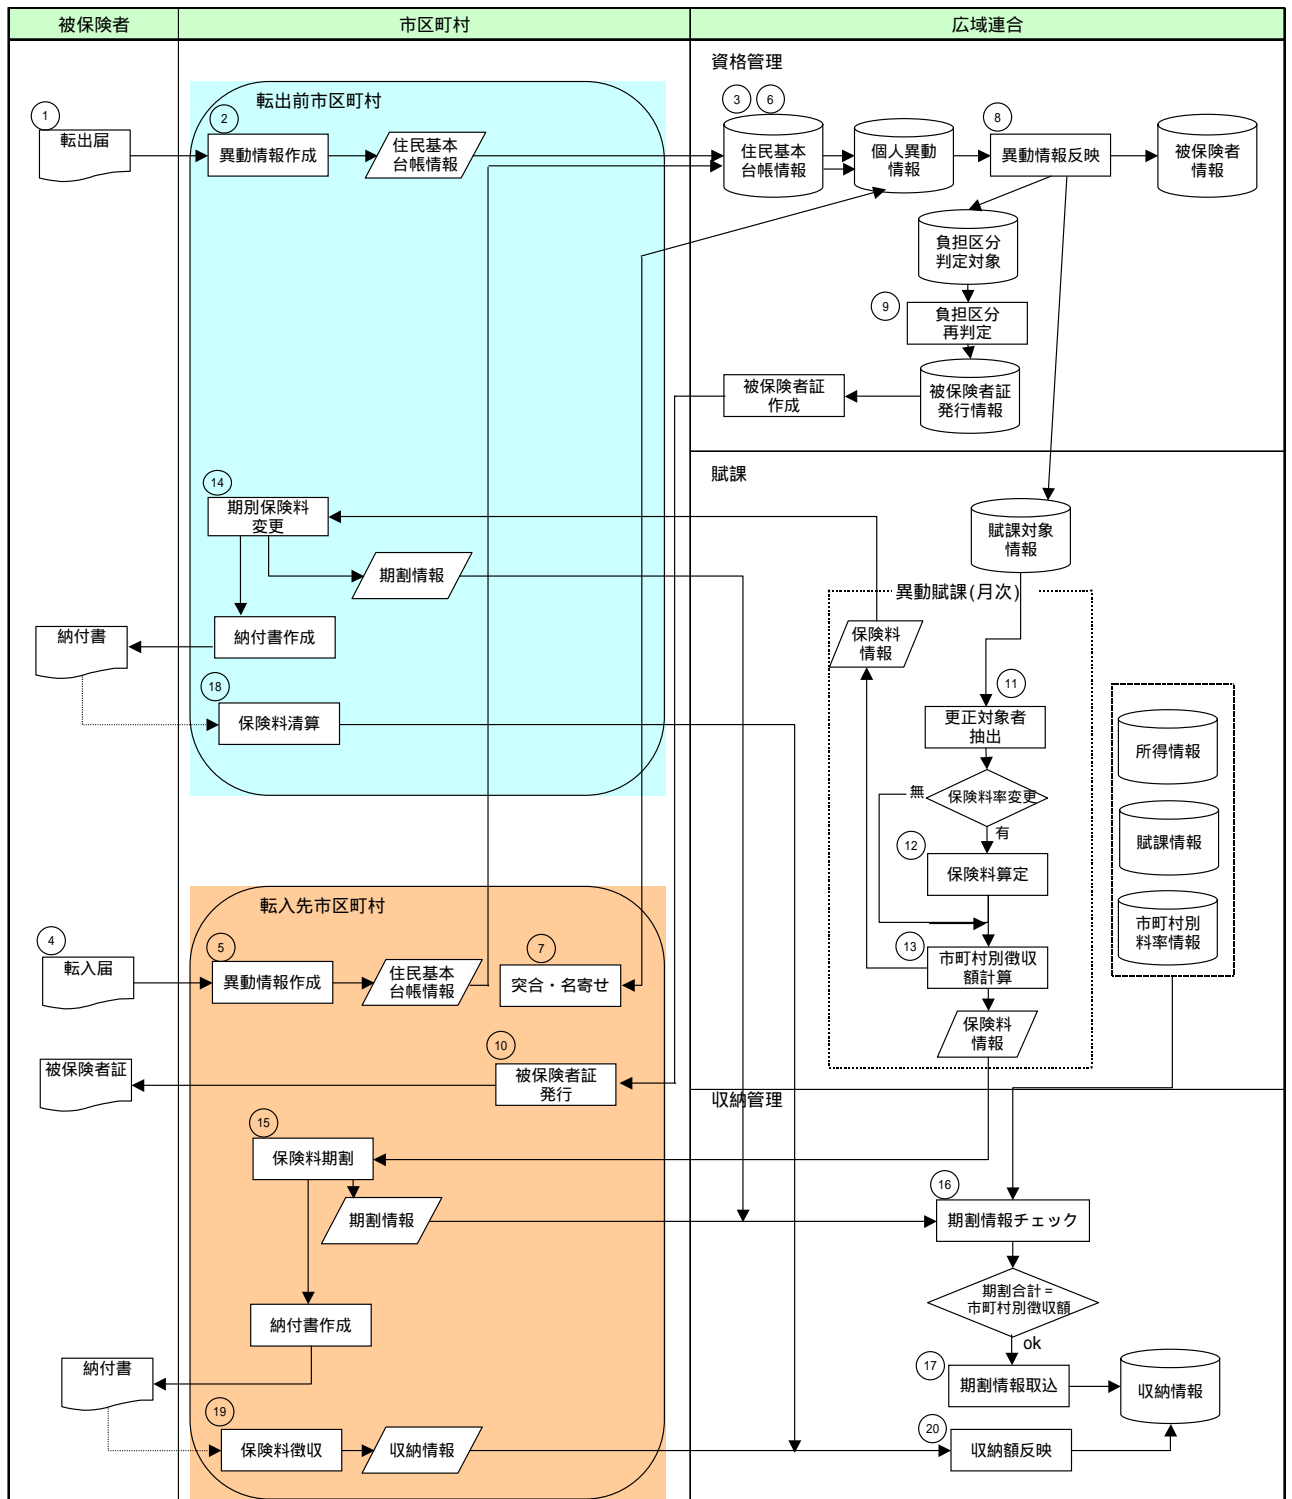 被保険者
市区町村
広域連合
資格管理
転出前市区町村
1
転出届
2
異動情報作成
住民基本
台帳情報
3
6
住民基本
台帳情報
個人異動
情報
8
異動情報反映
被保険者
情報
負担区分
判定対象
9
負担区分
再判定
被保険者証
発行情報
被保険者証
作成
賦課
14
期別保険料
変更
期割情報
納付書作成
納付書
18
保険料清算
賦課対象
情報
異動賦課(月次)
保険料
情報
11
更正対象者
抽出
保険料率変更
無
有
12
保険料算定
13
市町村別徴収
額計算
保険料
情報
所得情報
賦課情報
市町村別
料率情報
転入先市区町村
4
転入届
5
異動情報作成
住民基本
台帳情報
7
突合・名寄せ
10
被保険者証
発行
被保険者証
収納管理
15
保険料期割
期割情報
16
期割情報チェック
期割合計=
市町村別徴収額
ok
17
期割情報取込
収納情報
納付書作成
納付書
19
保険料徴収
収納情報
20
収納額反映